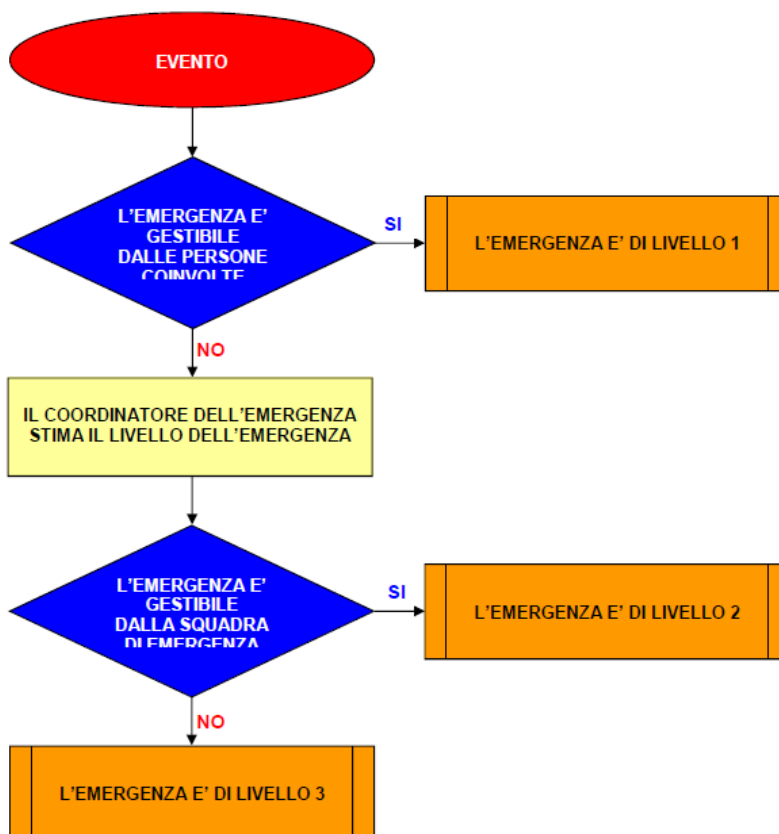 EVENTO
L'EMERGENZA E'
GESTIBILE
DALLE PERSONE
COINVOLTE
SI
L'EMERGENZA E' DI LIVELLO 1
NO
IL COORDINATORE DELL'EMERGENZA
STIMA IL LIVELLO DELL'EMERGENZA
L'EMERGENZA E'
GESTIBILE
DALLA SQUADRA
DI EMERGENZA
SI
L'EMERGENZA E' DI LIVELLO 2
NO
L'EMERGENZA E' DI LIVELLO 3